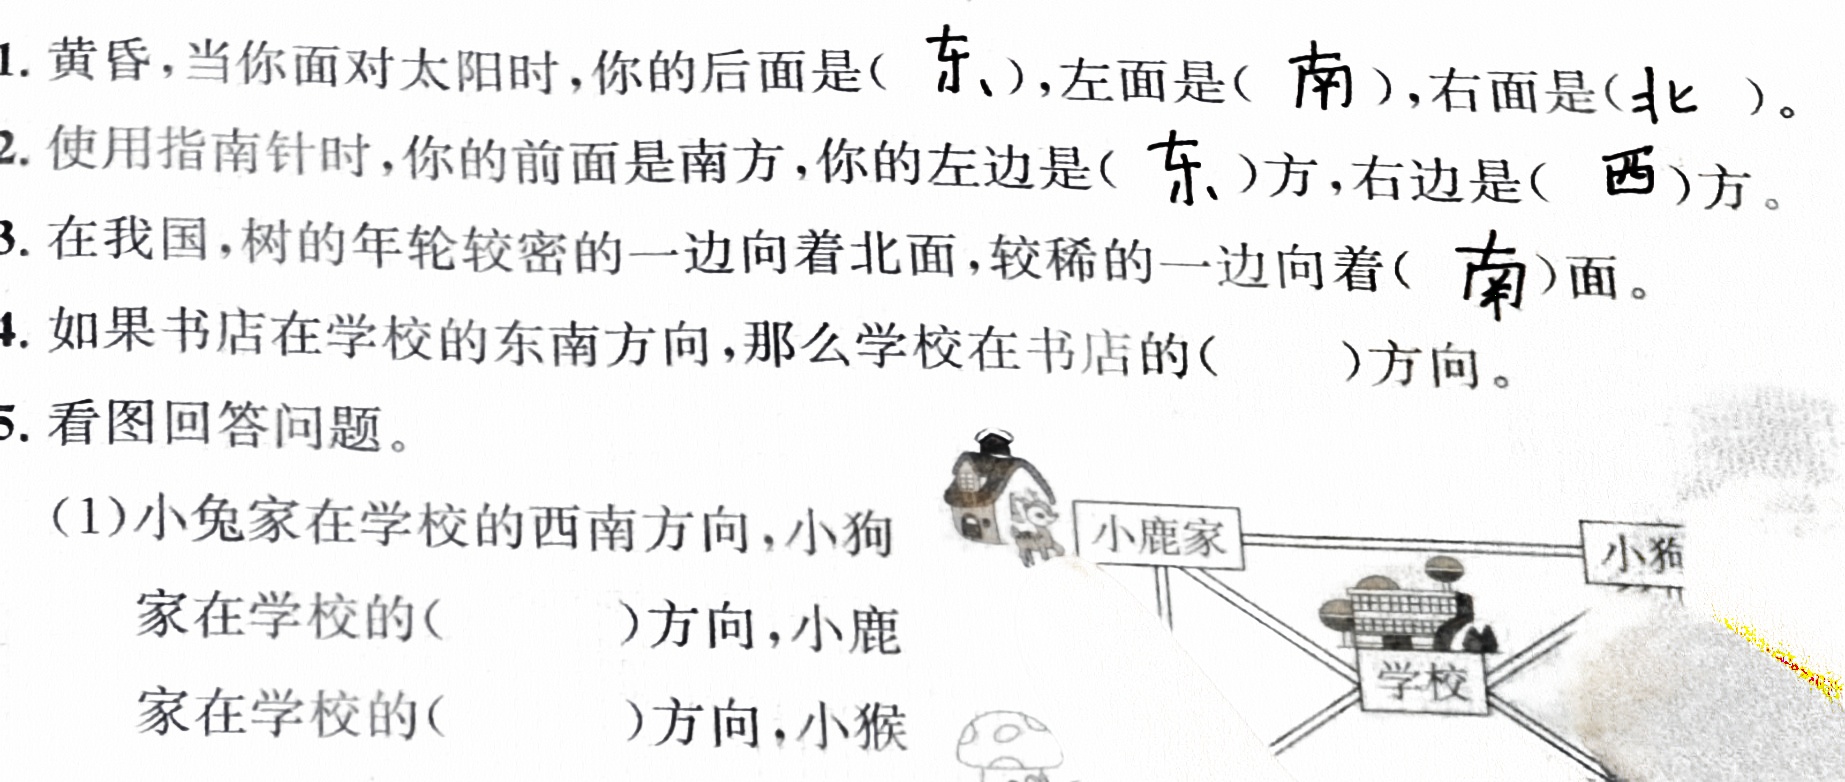 1. 黄昏,当你面对太阳时,你的后面是( 东、),左面是( 南 ),右面是(北 )。
2. 使用指南针时,你的前面是南方,你的左边是( 东、)方,右边是( 西 )方。
3. 在我国,树的年轮较密的一边向着北面,较稀的一边向着( 南 )面。
4. 如果书店在学校的东南方向,那么学校在书店的( )方向。
5. 看图回答问题。
(1)小兔家在学校的西南方向,小狗
家在学校的( )方向,小鹿
家在学校的( )方向,小猴
小鹿家
小狗
学校